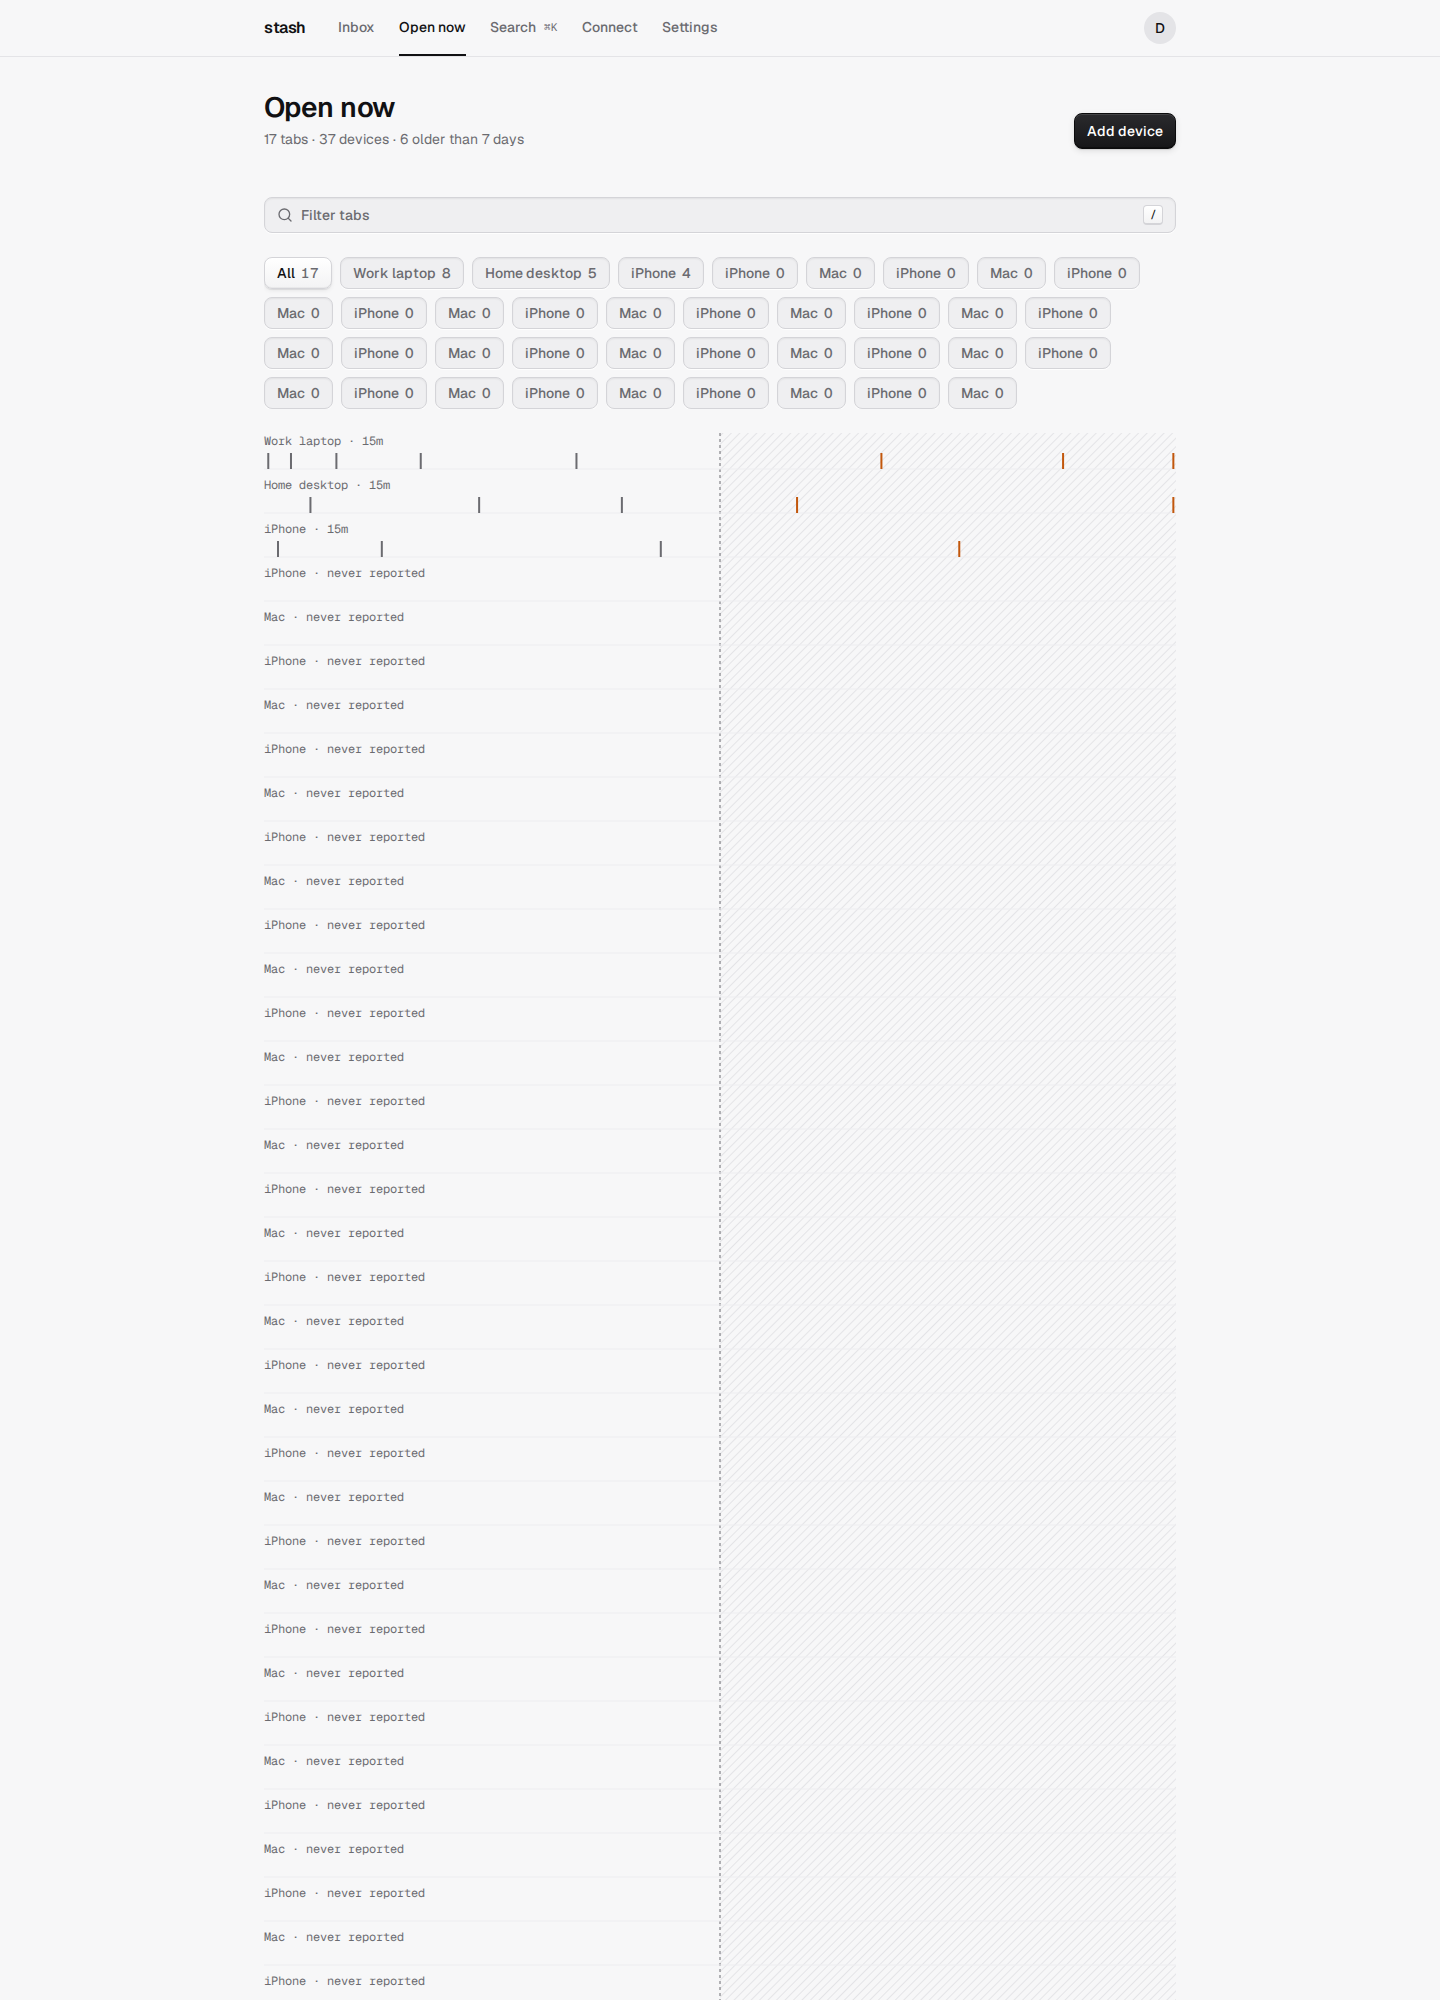 stash Inbox Open now Search ⌘K Connect Settings D
Open now
17 tabs · 37 devices · 6 older than 7 days
Add device
Filter tabs /
All 17 Work laptop 8 Home desktop 5 iPhone 4 iPhone 0 Mac 0 iPhone 0 Mac 0 iPhone 0
Mac 0 iPhone 0 Mac 0 iPhone 0 Mac 0 iPhone 0 Mac 0 iPhone 0 Mac 0 iPhone 0
Mac 0 iPhone 0 Mac 0 iPhone 0 Mac 0 iPhone 0 Mac 0 iPhone 0 Mac 0 iPhone 0
Mac 0 iPhone 0 Mac 0 iPhone 0 Mac 0 iPhone 0 Mac 0 iPhone 0 Mac 0
Work laptop · 15m
Home desktop · 15m
iPhone · 15m
iPhone · never reported
Mac · never reported
iPhone · never reported
Mac · never reported
iPhone · never reported
Mac · never reported
iPhone · never reported
Mac · never reported
iPhone · never reported
Mac · never reported
iPhone · never reported
Mac · never reported
iPhone · never reported
Mac · never reported
iPhone · never reported
Mac · never reported
iPhone · never reported
Mac · never reported
iPhone · never reported
Mac · never reported
iPhone · never reported
Mac · never reported
iPhone · never reported
Mac · never reported
iPhone · never reported
Mac · never reported
iPhone · never reported
Mac · never reported
iPhone · never reported
Mac · never reported
iPhone · never reported
Mac · never reported
iPhone · never reported